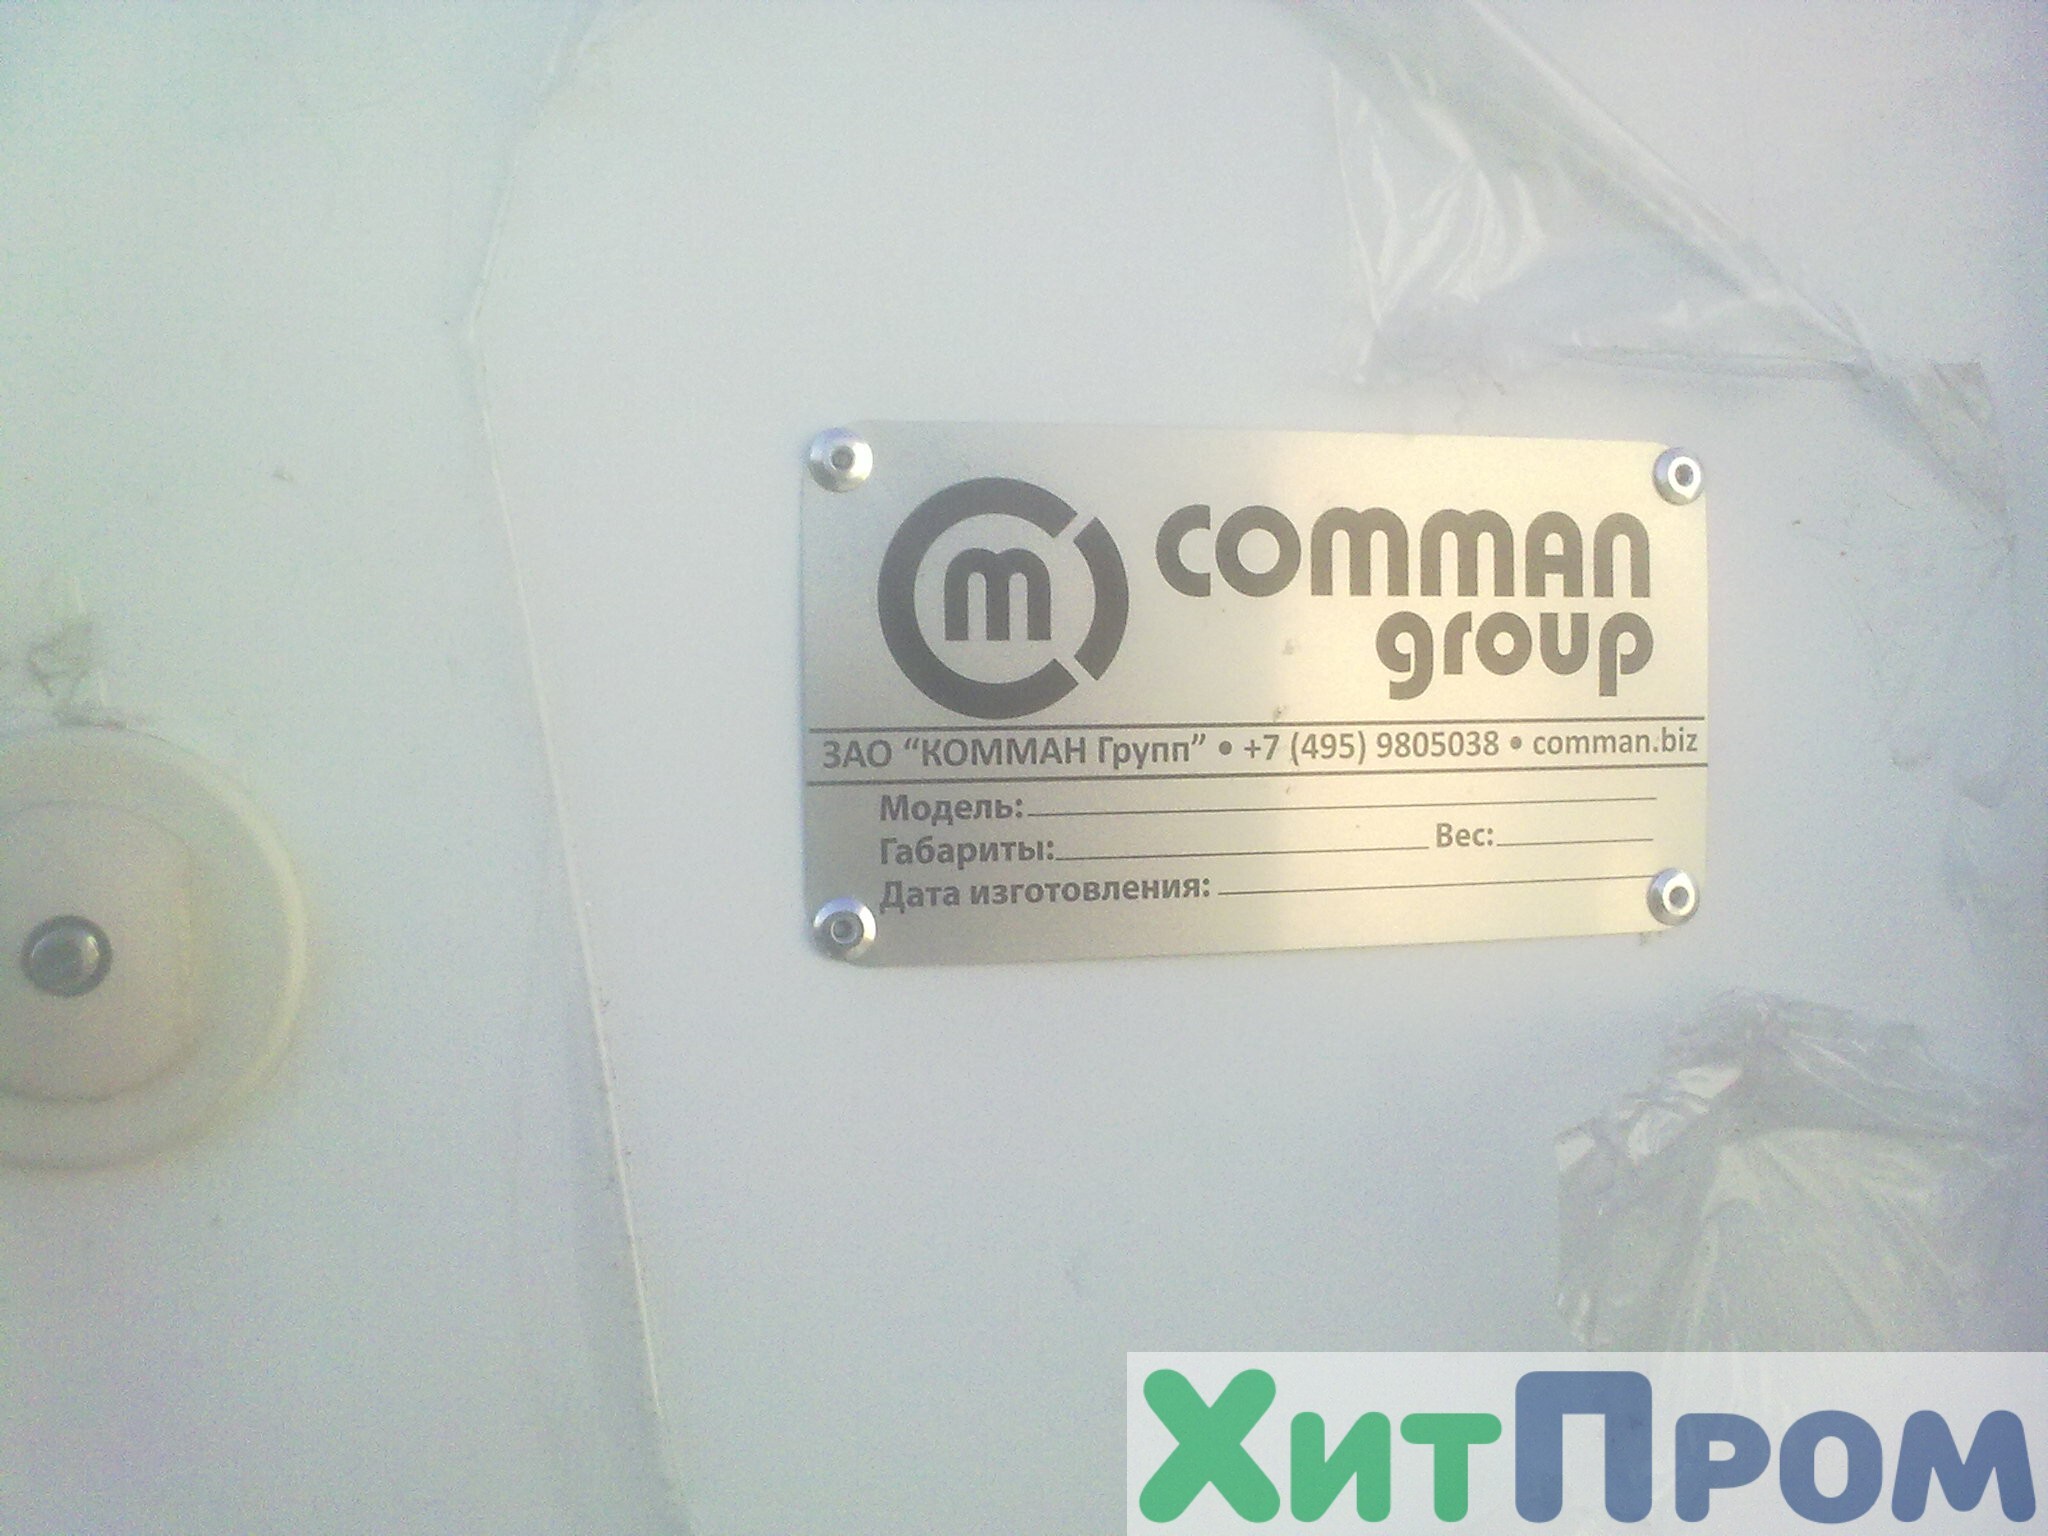 m comman
group
ЗАО “КОММАН Групп” • +7 (495) 9805038 • comman.biz
Модель:
Габариты: Вес:
Дата изготовления:
ХитПром